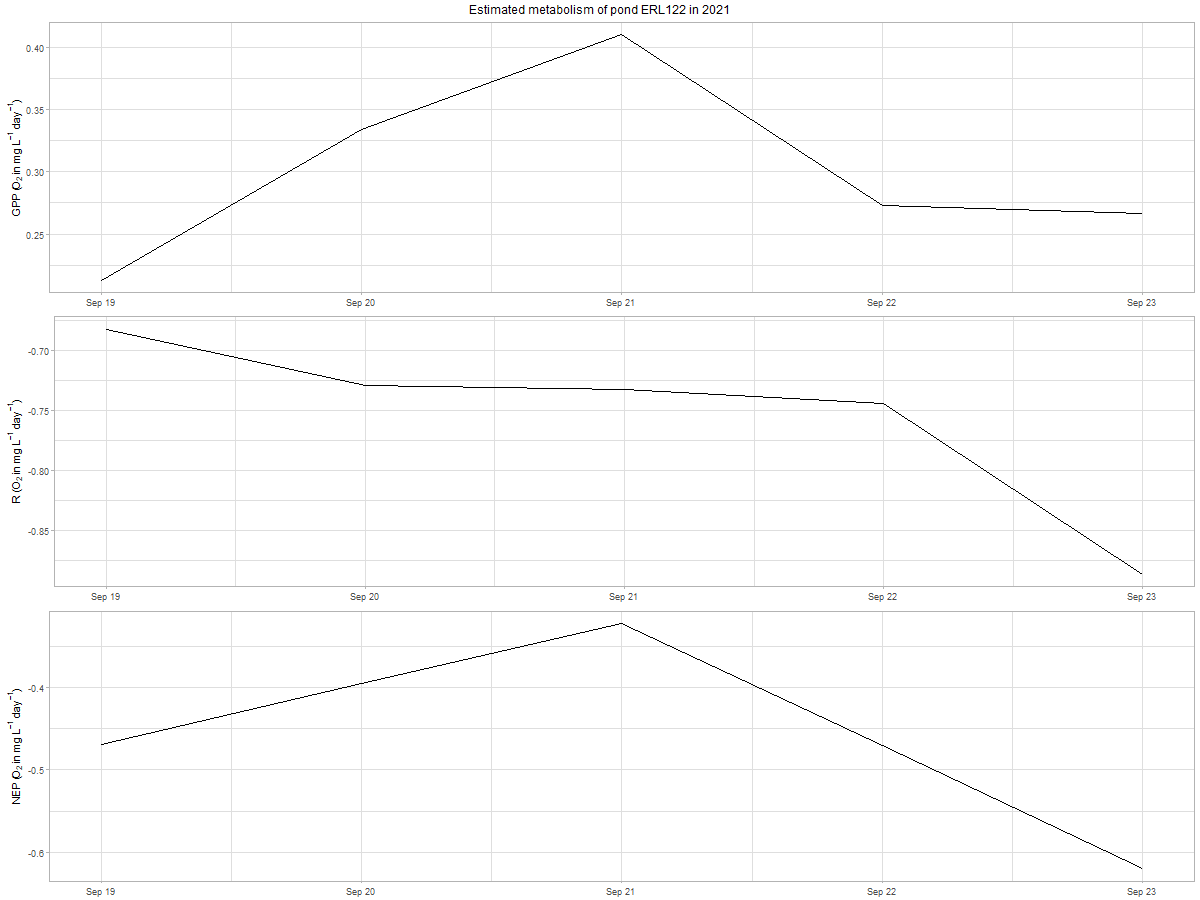 Estimated metabolism of pond ERL122 in 2021
GPP (O₂ in mg L⁻¹ day⁻¹)
0.40
0.35
0.30
0.25
Sep 19 Sep 20 Sep 21 Sep 22 Sep 23
R (O₂ in mg L⁻¹ day⁻¹)
-0.70
-0.75
-0.80
-0.85
Sep 19 Sep 20 Sep 21 Sep 22 Sep 23
NEP (O₂ in mg L⁻¹ day⁻¹)
-0.4
-0.5
-0.6
Sep 19 Sep 20 Sep 21 Sep 22 Sep 23